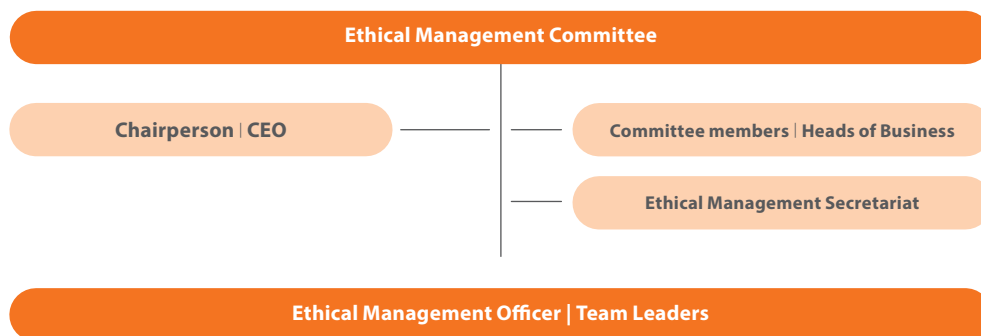 Ethical Management Committee
Chairperson | CEO
Committee members | Heads of Business
Ethical Management Secretariat
Ethical Management Officer | Team Leaders